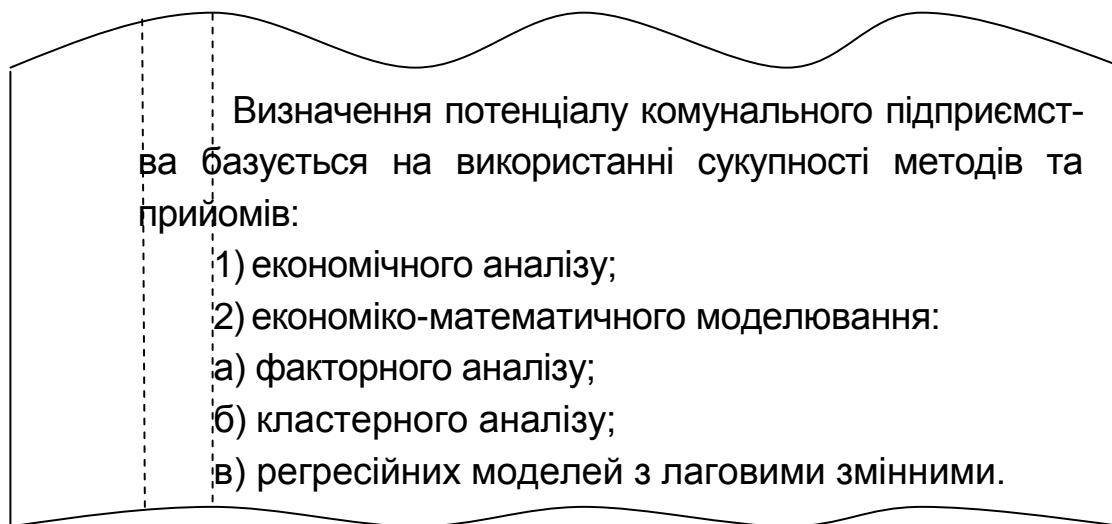 Визначення потенціалу комунального підприємст-
ва базується на використанні сукупності методів та
прийомів:
1) економічного аналізу;
2) економіко-математичного моделювання:
а) факторного аналізу;
б) кластерного аналізу;
в) регресійних моделей з лаговими змінними.